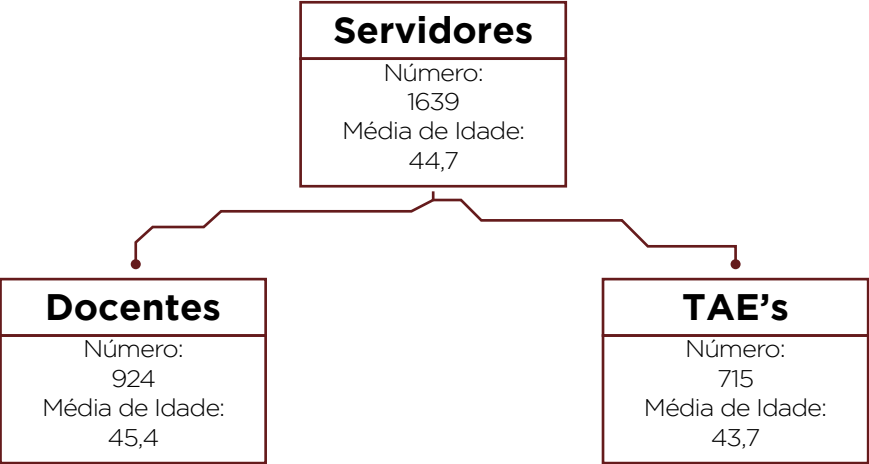 Servidores
Número:
1639
Média de Idade:
44,7
Docentes
Número:
924
Média de Idade:
45,4
TAE's
Número:
715
Média de Idade:
43,7